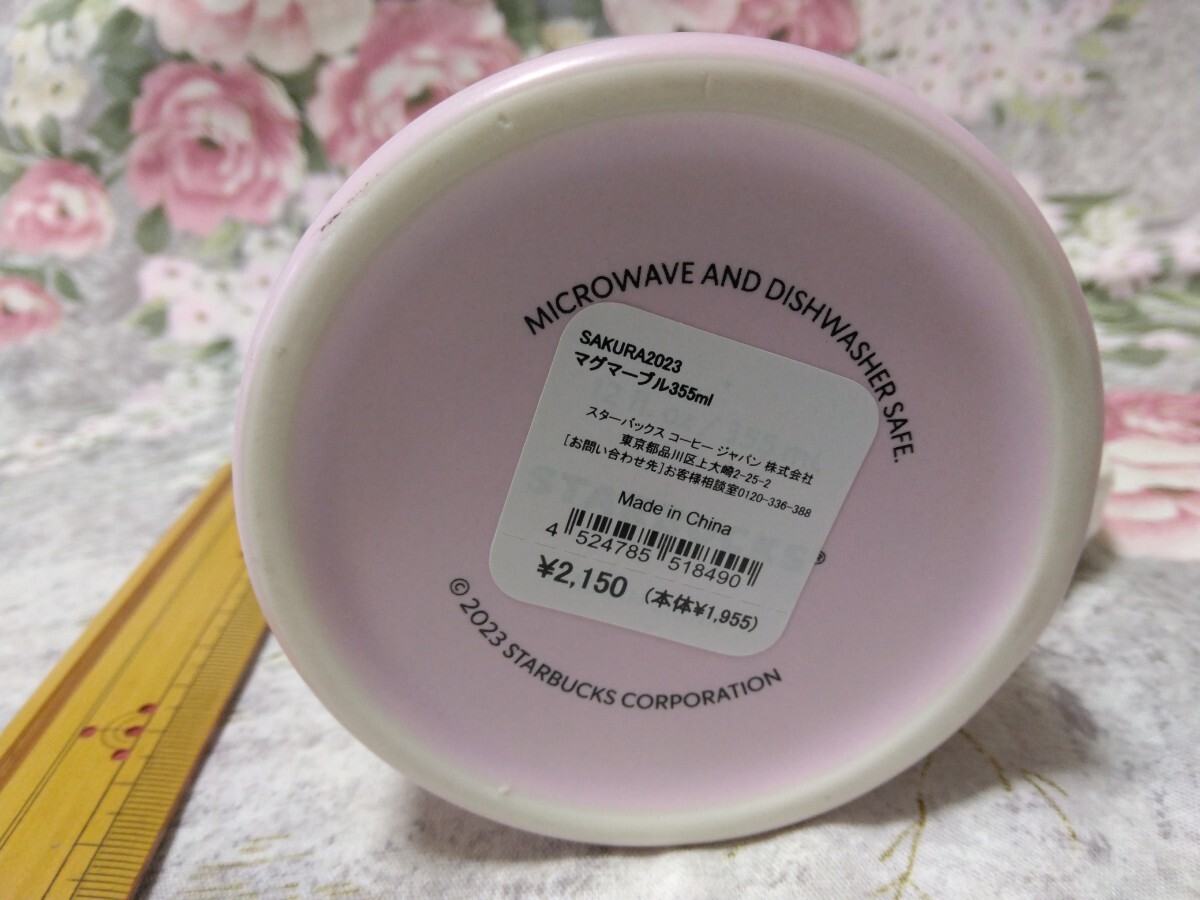 MICROWAVE AND DISHWASHER SAFE.
SAKURA2023
マグマーブル355ml
スターバックス コーヒー ジャパン 株式会社
東京都品川区上大崎2-25-2
[お問い合わせ先]お客様相談室0120-336-388
Made in China
4 524785 518490
¥2,150 (本体¥1,955)
®
© 2023 STARBUCKS CORPORATION